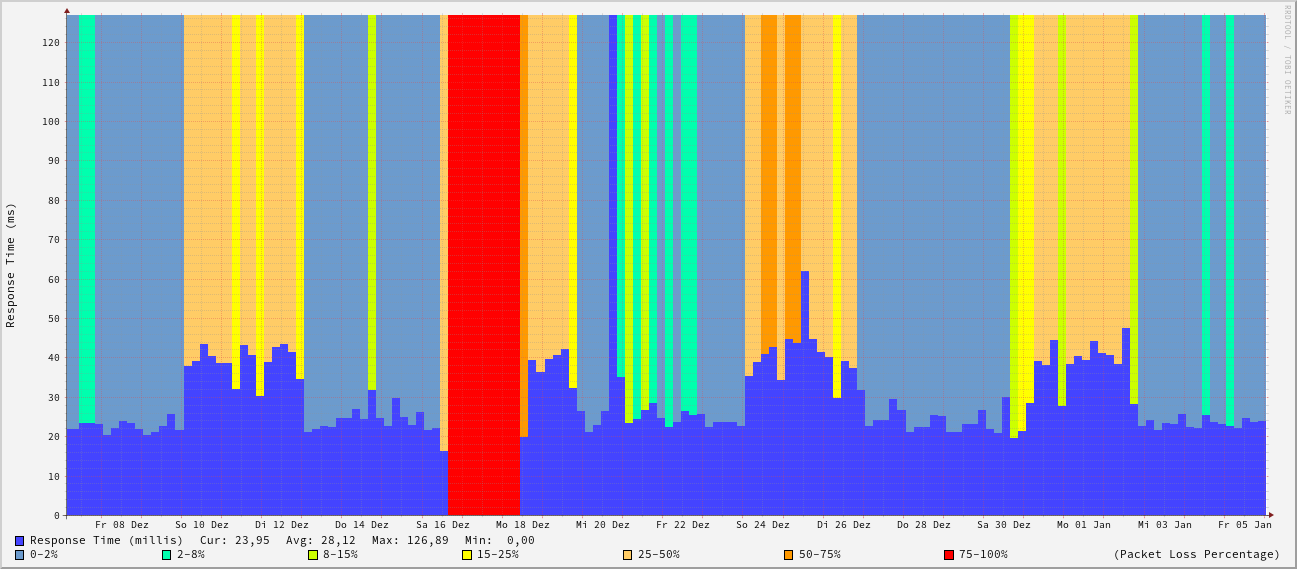 RRDTOOL / TOBI OETIKER
Response Time (ms)
120
110
100
90
80
70
60
50
40
30
20
10
0
Fr 08 Dez So 10 Dez Di 12 Dez Do 14 Dez Sa 16 Dez Mo 18 Dez Mi 20 Dez Fr 22 Dez So 24 Dez Di 26 Dez Do 28 Dez Sa 30 Dez Mo 01 Jan Mi 03 Jan Fr 05 Jan
Response Time (millis) Cur: 23,95 Avg: 28,12 Max: 126,89 Min: 0,00
0-2% 2-8% 8-15% 15-25% 25-50% 50-75% 75-100% (Packet Loss Percentage)